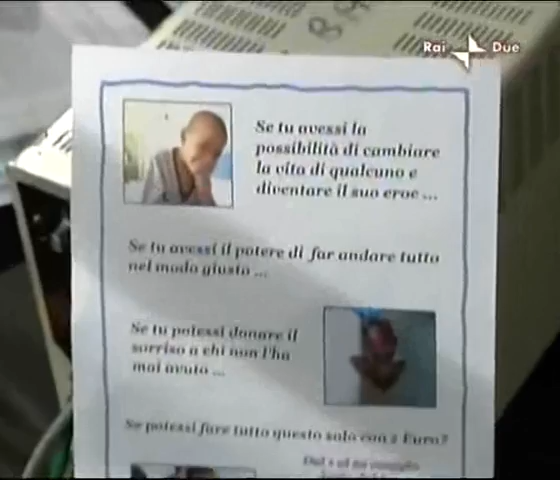 Rai Due
Se tu avessi la
possibilità di cambiare
la vita di qualcuno e
diventare il suo eroe ...
Se tu avessi il potere di far andare tutto
nel modo giusto ...
Se tu potessi donare il
sorriso a chi non l'ha
mai avuto ...
Se potessi fare tutto questo solo con 2 Euro?